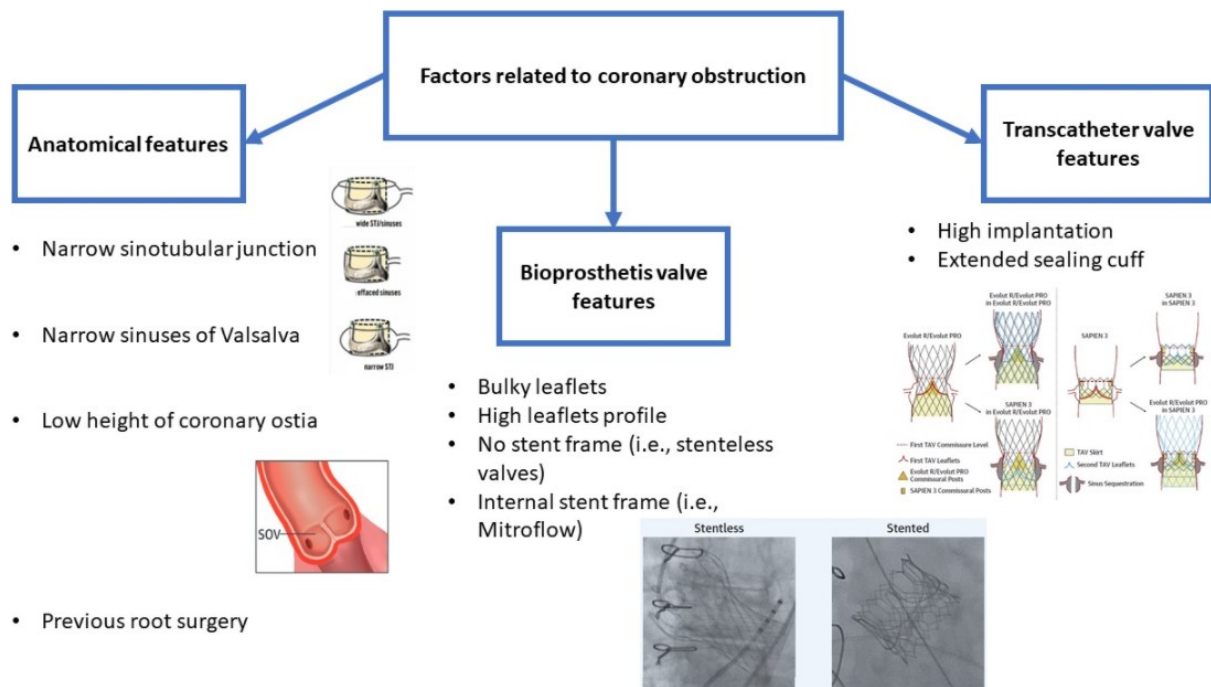 Factors related to coronary obstruction
Anatomical features
Transcatheter valve
features
Bioprosthetis valve
features
• Narrow sinotubular junction
• Narrow sinuses of Valsalva
• Low height of coronary ostia
• Previous root surgery
wide STJ/sinuses
effaced sinuses
narrow STJ
SOV
• Bulky leaflets
• High leaflets profile
• No stent frame (i.e., stenteless
valves)
• Internal stent frame (i.e.,
Mitroflow)
Stentless
Stented
• High implantation
• Extended sealing cuff
Evolut R/Evolut PRO
Evolut R/Evolut PRO
in Evolut R/Evolut PRO
SAPIEN 3
in Evolut R/Evolut PRO
SAPIEN 3
SAPIEN 3
in SAPIEN 3
Evolut R/Evolut PRO
in SAPIEN 3
First TAV Commissure Level
First TAV Leaflets
Evolut R/Evolut PRO
Commissural Posts
SAPIEN 3 Commissural Posts
TAV Skirt
Second TAV Leaflets
Sinus Sequestration